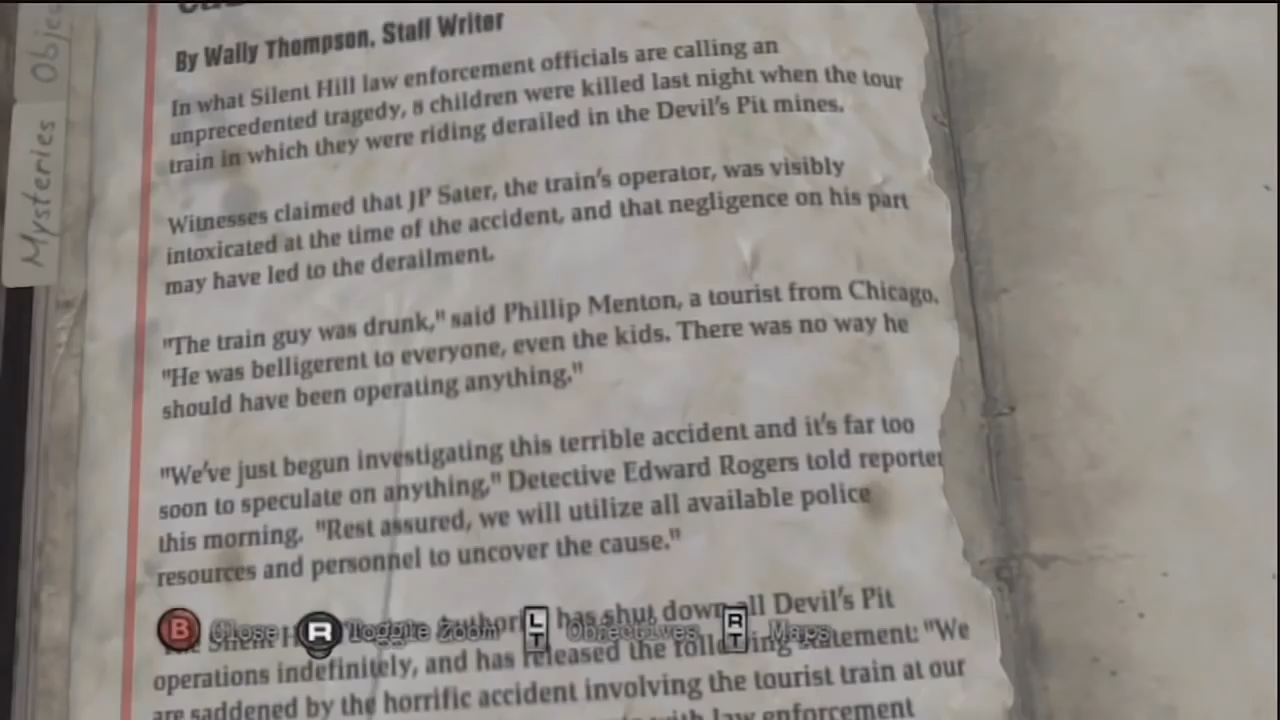 Mysteries
By Wally Thompson, Staff Writer
In what Silent Hill law enforcement officials are calling an
unprecedented tragedy, 8 children were killed last night when the tour
train in which they were riding derailed in the Devil's Pit mines.
Witnesses claimed that JP Sater, the train's operator, was visibly
intoxicated at the time of the accident, and that negligence on his part
may have led to the derailment.
"The train guy was drunk," said Phillip Menton, a tourist from Chicago.
"He was belligerent to everyone, even the kids. There was no way he
should have been operating anything."
"We've just begun investigating this terrible accident and it's far too
soon to speculate on anything," Detective Edward Rogers told reporter
this morning. "Rest assured, we will utilize all available police
resources and personnel to uncover the cause."
Silent has shut down all Devil's Pit
B Close R Toggle Zoom LT Objectives RT Maps
operations indefinitely, and has released the following statement: "We
are saddened by the horrific accident involving the tourist train at our
with law enforcement